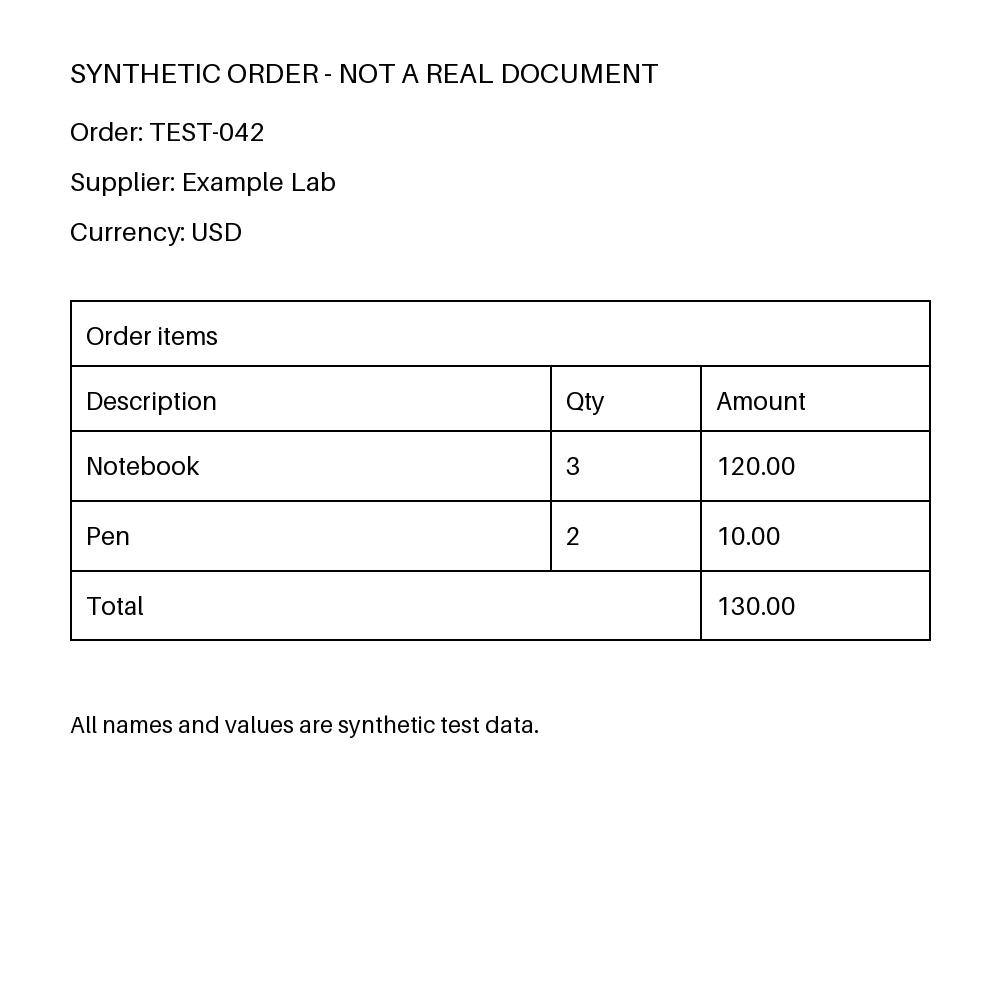 SYNTHETIC ORDER - NOT A REAL DOCUMENT
Order: TEST-042
Supplier: Example Lab
Currency: USD
Order items
Description Qty Amount
Notebook 3 120.00
Pen 2 10.00
Total 130.00
All names and values are synthetic test data.